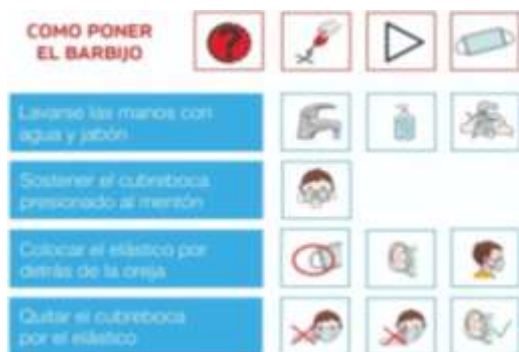 COMO PONER
EL BARBIJO
Lavarse las manos con
agua y jabón
Sostener el cubreboca
presionado al mentón
Colocar el elástico por
detrás de la oreja
Quitar el cubreboca
por el elástico